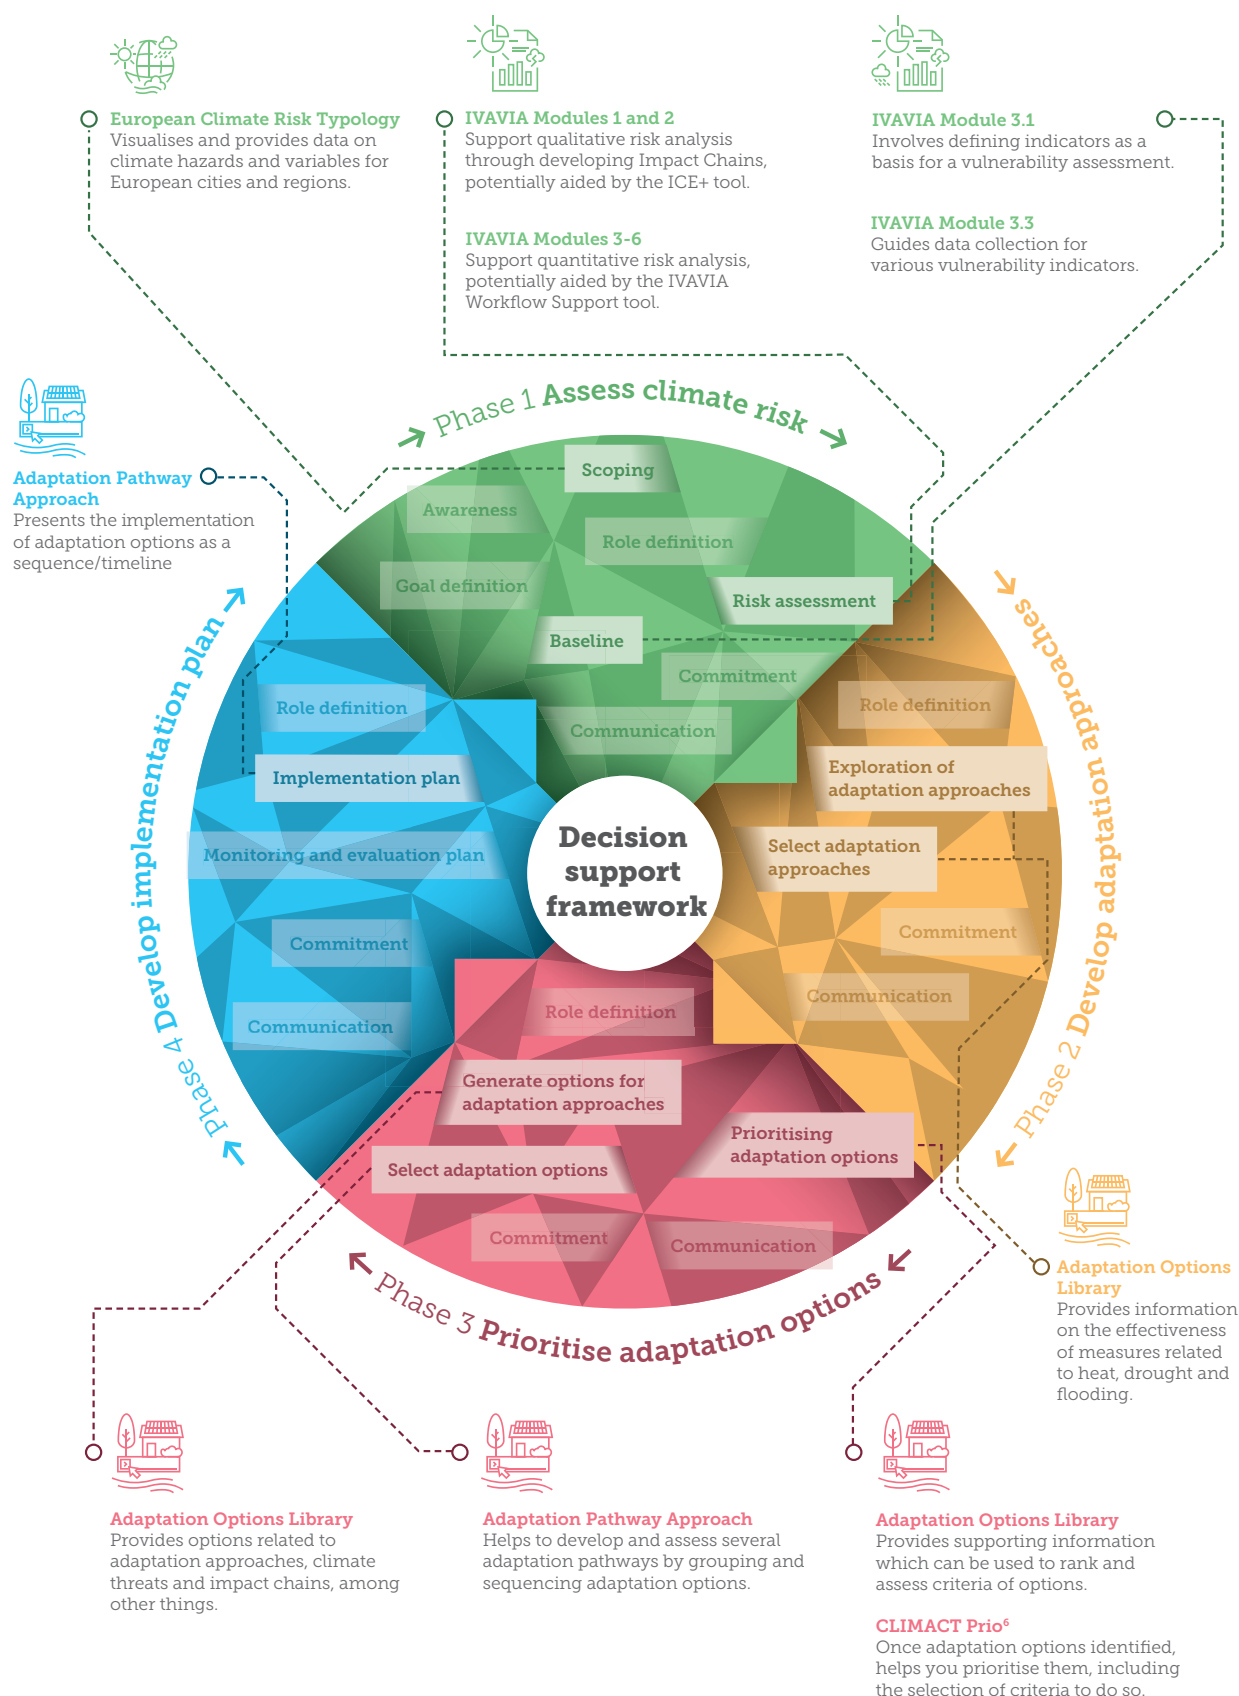 European Climate Risk Typology
Visualises and provides data on
climate hazards and variables for
European cities and regions.
IVAVIA Modules 1 and 2
Support qualitative risk analysis
through developing Impact Chains,
potentially aided by the ICE+ tool.
IVAVIA Modules 3-6
Support quantitative risk analysis,
potentially aided by the IVAVIA
Workflow Support tool.
IVAVIA Module 3.1
Involves defining indicators as a
basis for a vulnerability assessment.
IVAVIA Module 3.3
Guides data collection for
various vulnerability indicators.
Adaptation Pathway
Approach
Presents the implementation
of adaptation options as a
sequence/timeline
Phase 1 Assess climate risk
Scoping
Awareness
Role definition
Goal definition
Risk assessment
Baseline
Commitment
Communication
Phase 2 Develop adaptation approaches
Role definition
Exploration of
adaptation approaches
Select adaptation
approaches
Commitment
Communication
Decision
support
framework
Phase 4 Develop implementation plan
Role definition
Implementation plan
Monitoring and evaluation plan
Commitment
Communication
Role definition
Generate options for
adaptation approaches
Prioritising
adaptation options
Select adaptation options
Commitment
Communication
Phase 3 Prioritise adaptation options
Adaptation Options
Library
Provides information
on the effectiveness
of measures related
to heat, drought and
flooding.
Adaptation Options Library
Provides options related to
adaptation approaches, climate
threats and impact chains, among
other things.
Adaptation Pathway Approach
Helps to develop and assess several
adaptation pathways by grouping and
sequencing adaptation options.
Adaptation Options Library
Provides supporting information
which can be used to rank and
assess criteria of options.
CLIMACT Prio⁶
Once adaptation options identified,
helps you prioritise them, including
the selection of criteria to do so.